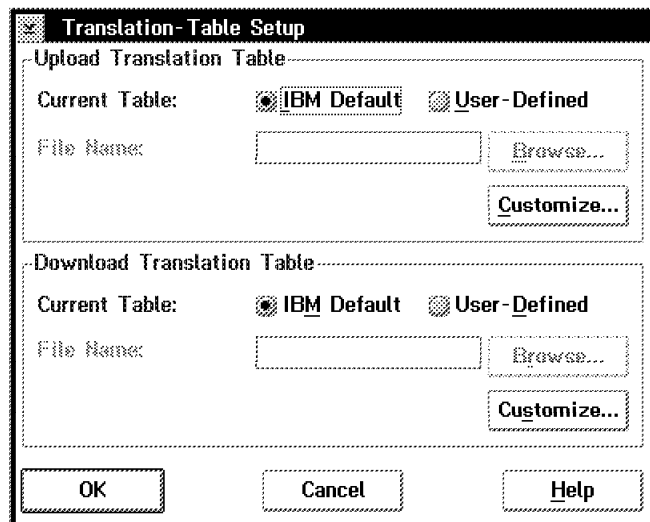 Translation-Table Setup
Upload Translation Table
Current Table: IBM Default User-Defined
File Name: Browse...
Customize...
Download Translation Table
Current Table: IBM Default User-Defined
File Name: Browse...
Customize...
OK Cancel Help